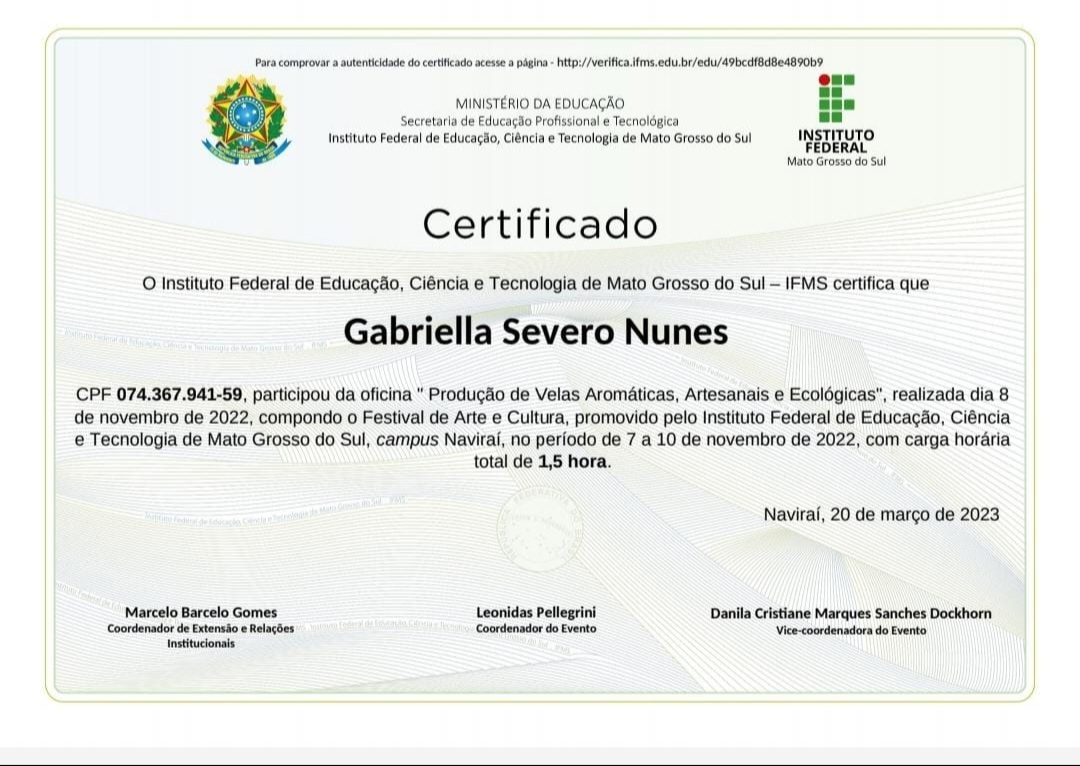 Para comprovar a autenticidade do certificado acesse a página - http://verifica.ifms.edu.br/edu/49bcdf8d8e4890b9
MINISTÉRIO DA EDUCAÇÃO
Secretaria de Educação Profissional e Tecnológica
Instituto Federal de Educação, Ciência e Tecnologia de Mato Grosso do Sul
INSTITUTO
FEDERAL
Mato Grosso do Sul
Certificado
O Instituto Federal de Educação, Ciência e Tecnologia de Mato Grosso do Sul – IFMS certifica que
Gabriella Severo Nunes
CPF 074.367.941-59, participou da oficina " Produção de Velas Aromáticas, Artesanais e Ecológicas", realizada dia 8
de novembro de 2022, compondo o Festival de Arte e Cultura, promovido pelo Instituto Federal de Educação, Ciência
e Tecnologia de Mato Grosso do Sul, campus Naviraí, no período de 7 a 10 de novembro de 2022, com carga horária
total de 1,5 hora.
Naviraí, 20 de março de 2023
Marcelo Barcelo Gomes
Coordenador de Extensão e Relações
Institucionais
Leonidas Pellegrini
Coordenador do Evento
Danila Cristiane Marques Sanches Dockhorn
Vice-coordenadora do Evento